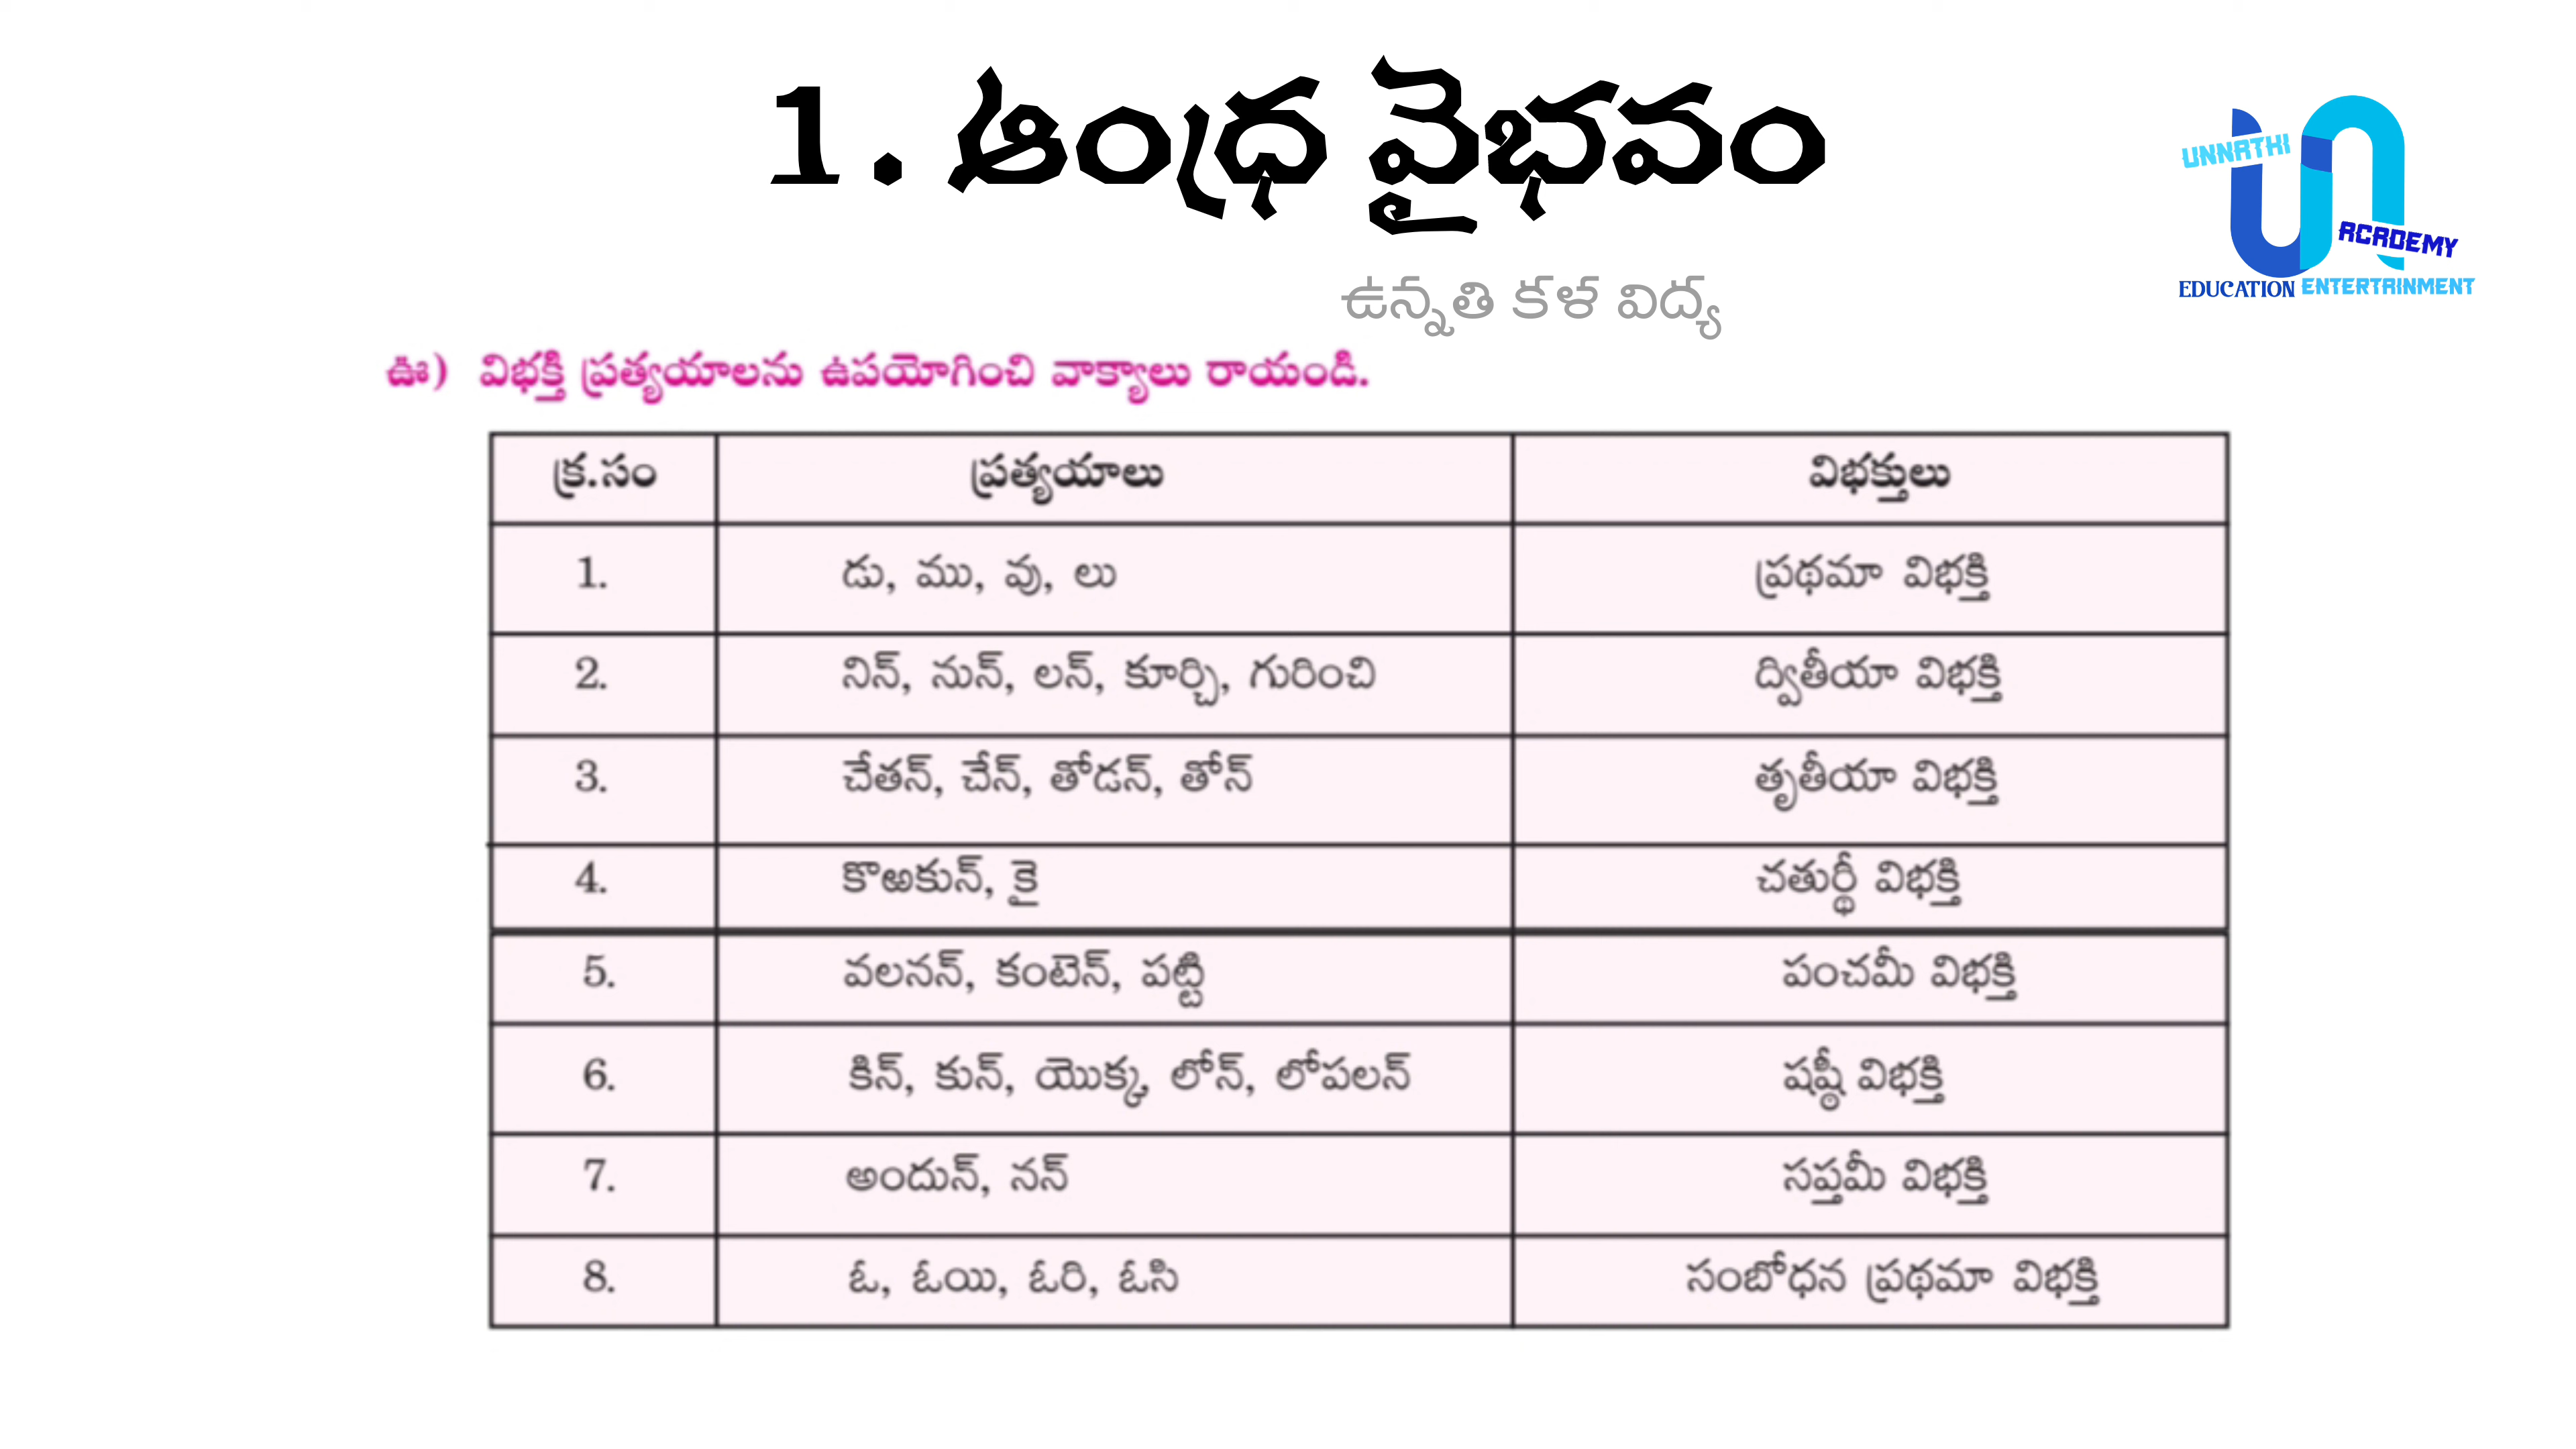 1. ఆంధ్ర వైభవం
UNNATHI
ACADEMY
EDUCATION ENTERTAINMENT
ఉన్నతి కళ విద్య
ఊ) విభక్తి ప్రత్యయాలను ఉపయోగించి వాక్యాలు రాయండి.
క్ర.సం ప్రత్యయాలు విభక్తులు
1. డు, ము, వు, లు ప్రథమా విభక్తి
2. నిన్, నున్, లన్, కూర్చి, గురించి ద్వితీయా విభక్తి
3. చేతన్, చేన్, తోడన్, తోన్ తృతీయా విభక్తి
4. కొఱకున్, కై చతుర్థీ విభక్తి
5. వలనన్, కంటెన్, పట్టి పంచమీ విభక్తి
6. కిన్, కున్, యొక్క, లోన్, లోపలన్ షష్ఠీ విభక్తి
7. అందున్, నన్ సప్తమీ విభక్తి
8. ఓ, ఓయి, ఓరి, ఓసి సంబోధన ప్రథమా విభక్తి